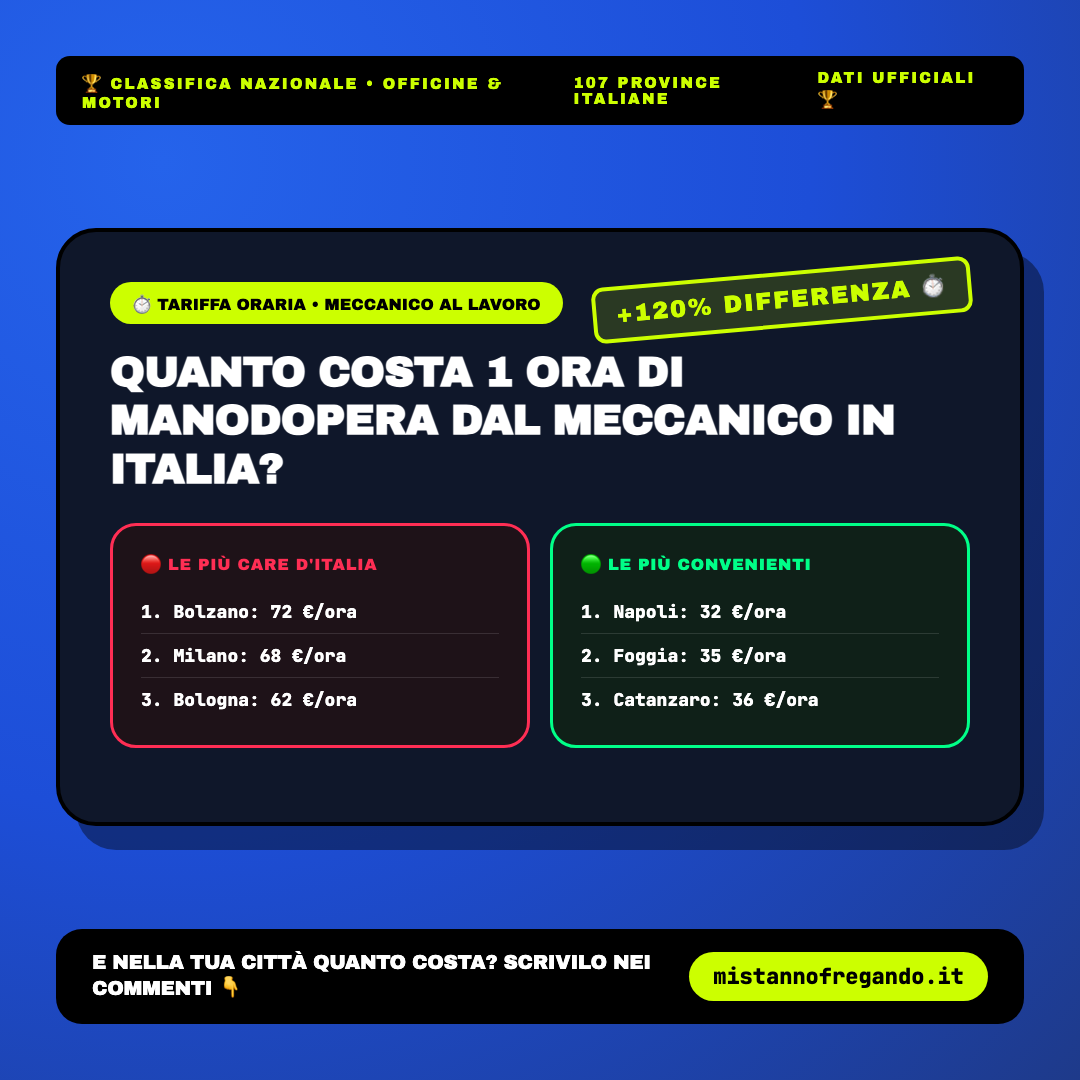 🏆 CLASSIFICA NAZIONALE • OFFICINE &
MOTORI
107 PROVINCE
ITALIANE
DATI UFFICIALI
🏆
⏱️ TARIFFA ORARIA • MECCANICO AL LAVORO
+120% DIFFERENZA ⏱️
QUANTO COSTA 1 ORA DI
MANODOPERA DAL MECCANICO IN
ITALIA?
🔴 LE PIÙ CARE D'ITALIA
1. Bolzano: 72 €/ora
2. Milano: 68 €/ora
3. Bologna: 62 €/ora
🟢 LE PIÙ CONVENIENTI
1. Napoli: 32 €/ora
2. Foggia: 35 €/ora
3. Catanzaro: 36 €/ora
E NELLA TUA CITTÀ QUANTO COSTA? SCRIVILO NEI
COMMENTI 👇
mistannofregando.it